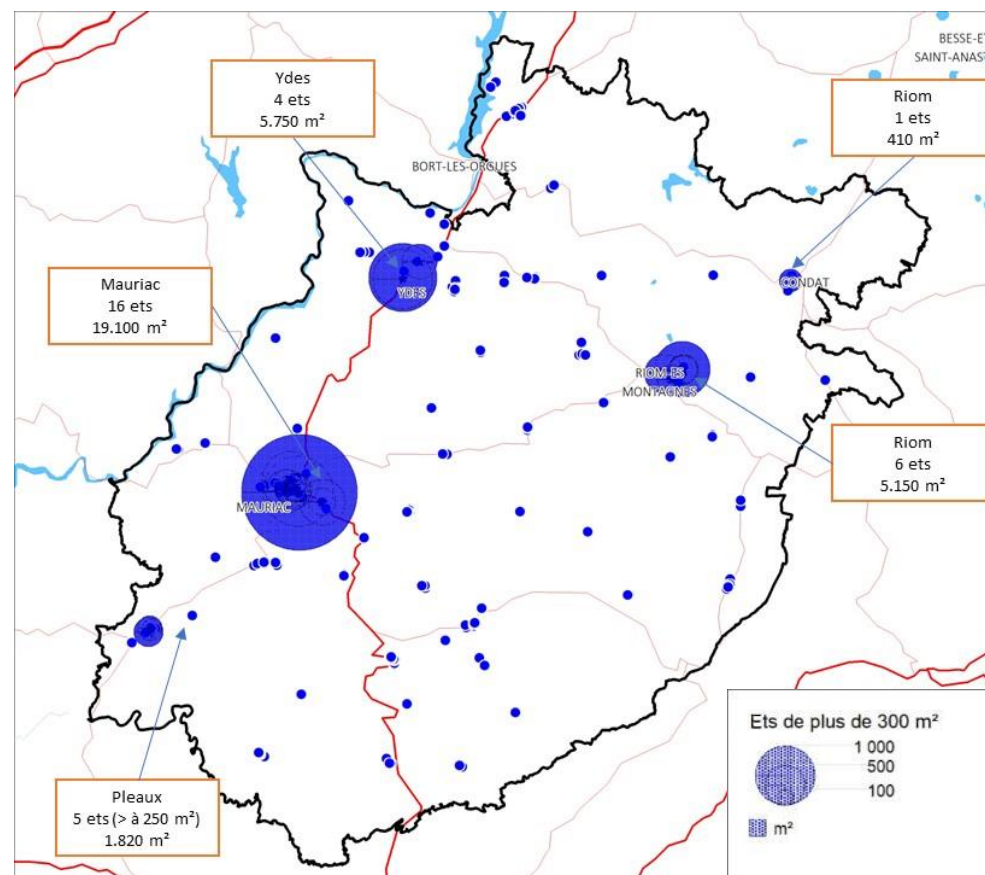 BESSE-ET
SAINT-ANAST
Ydes
4 ets
5.750 m²
Riom
1 ets
410 m²
BORT-LES-ORGUES
Mauriac
16 ets
19.100 m²
YDES
CONDAT
RIOM-ES
MONTAGNES
Riom
6 ets
5.150 m²
MAURIAC
Pleaux
5 ets (> à 250 m²)
1.820 m²
Ets de plus de 300 m²
1 000
500
100
m²